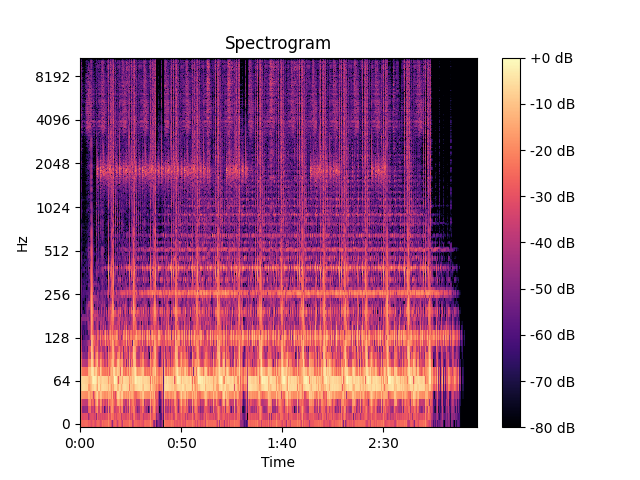 Spectrogram
8192
4096
2048
1024
512
256
128
64
0
Hz
0:00
0:50
1:40
2:30
Time
+0 dB
-10 dB
-20 dB
-30 dB
-40 dB
-50 dB
-60 dB
-70 dB
-80 dB